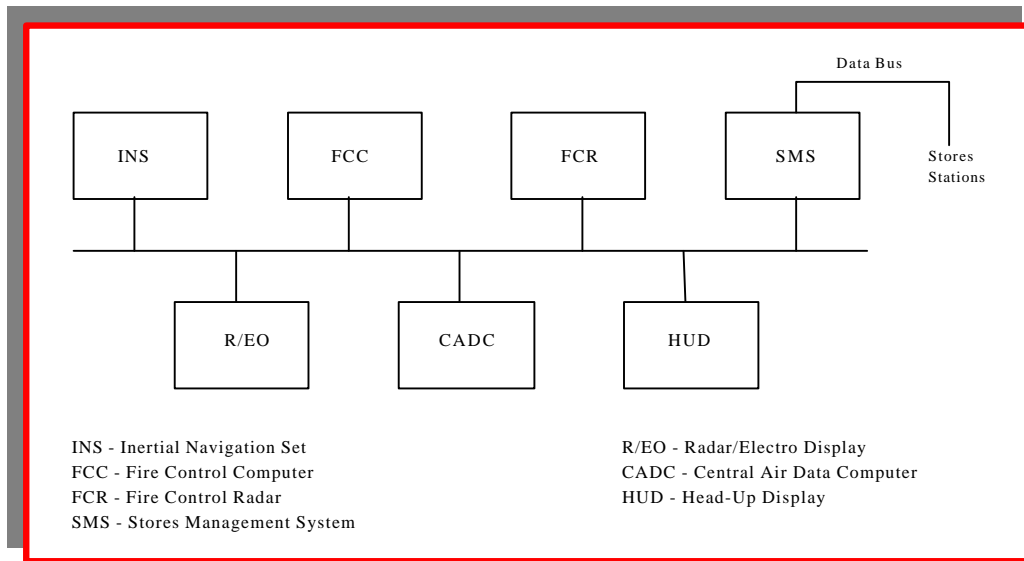 Data Bus
INS
FCC
FCR
SMS
Stores
Stations
R/EO
CADC
HUD
INS - Inertial Navigation Set
FCC - Fire Control Computer
FCR - Fire Control Radar
SMS - Stores Management System
R/EO - Radar/Electro Display
CADC - Central Air Data Computer
HUD - Head-Up Display